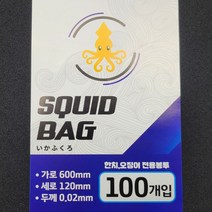 SQUID
BAG
いかふくろ
한치,오징어 전용봉투
• 가로 600mm
• 세로 120mm
• 두께 0,02mm
100개입